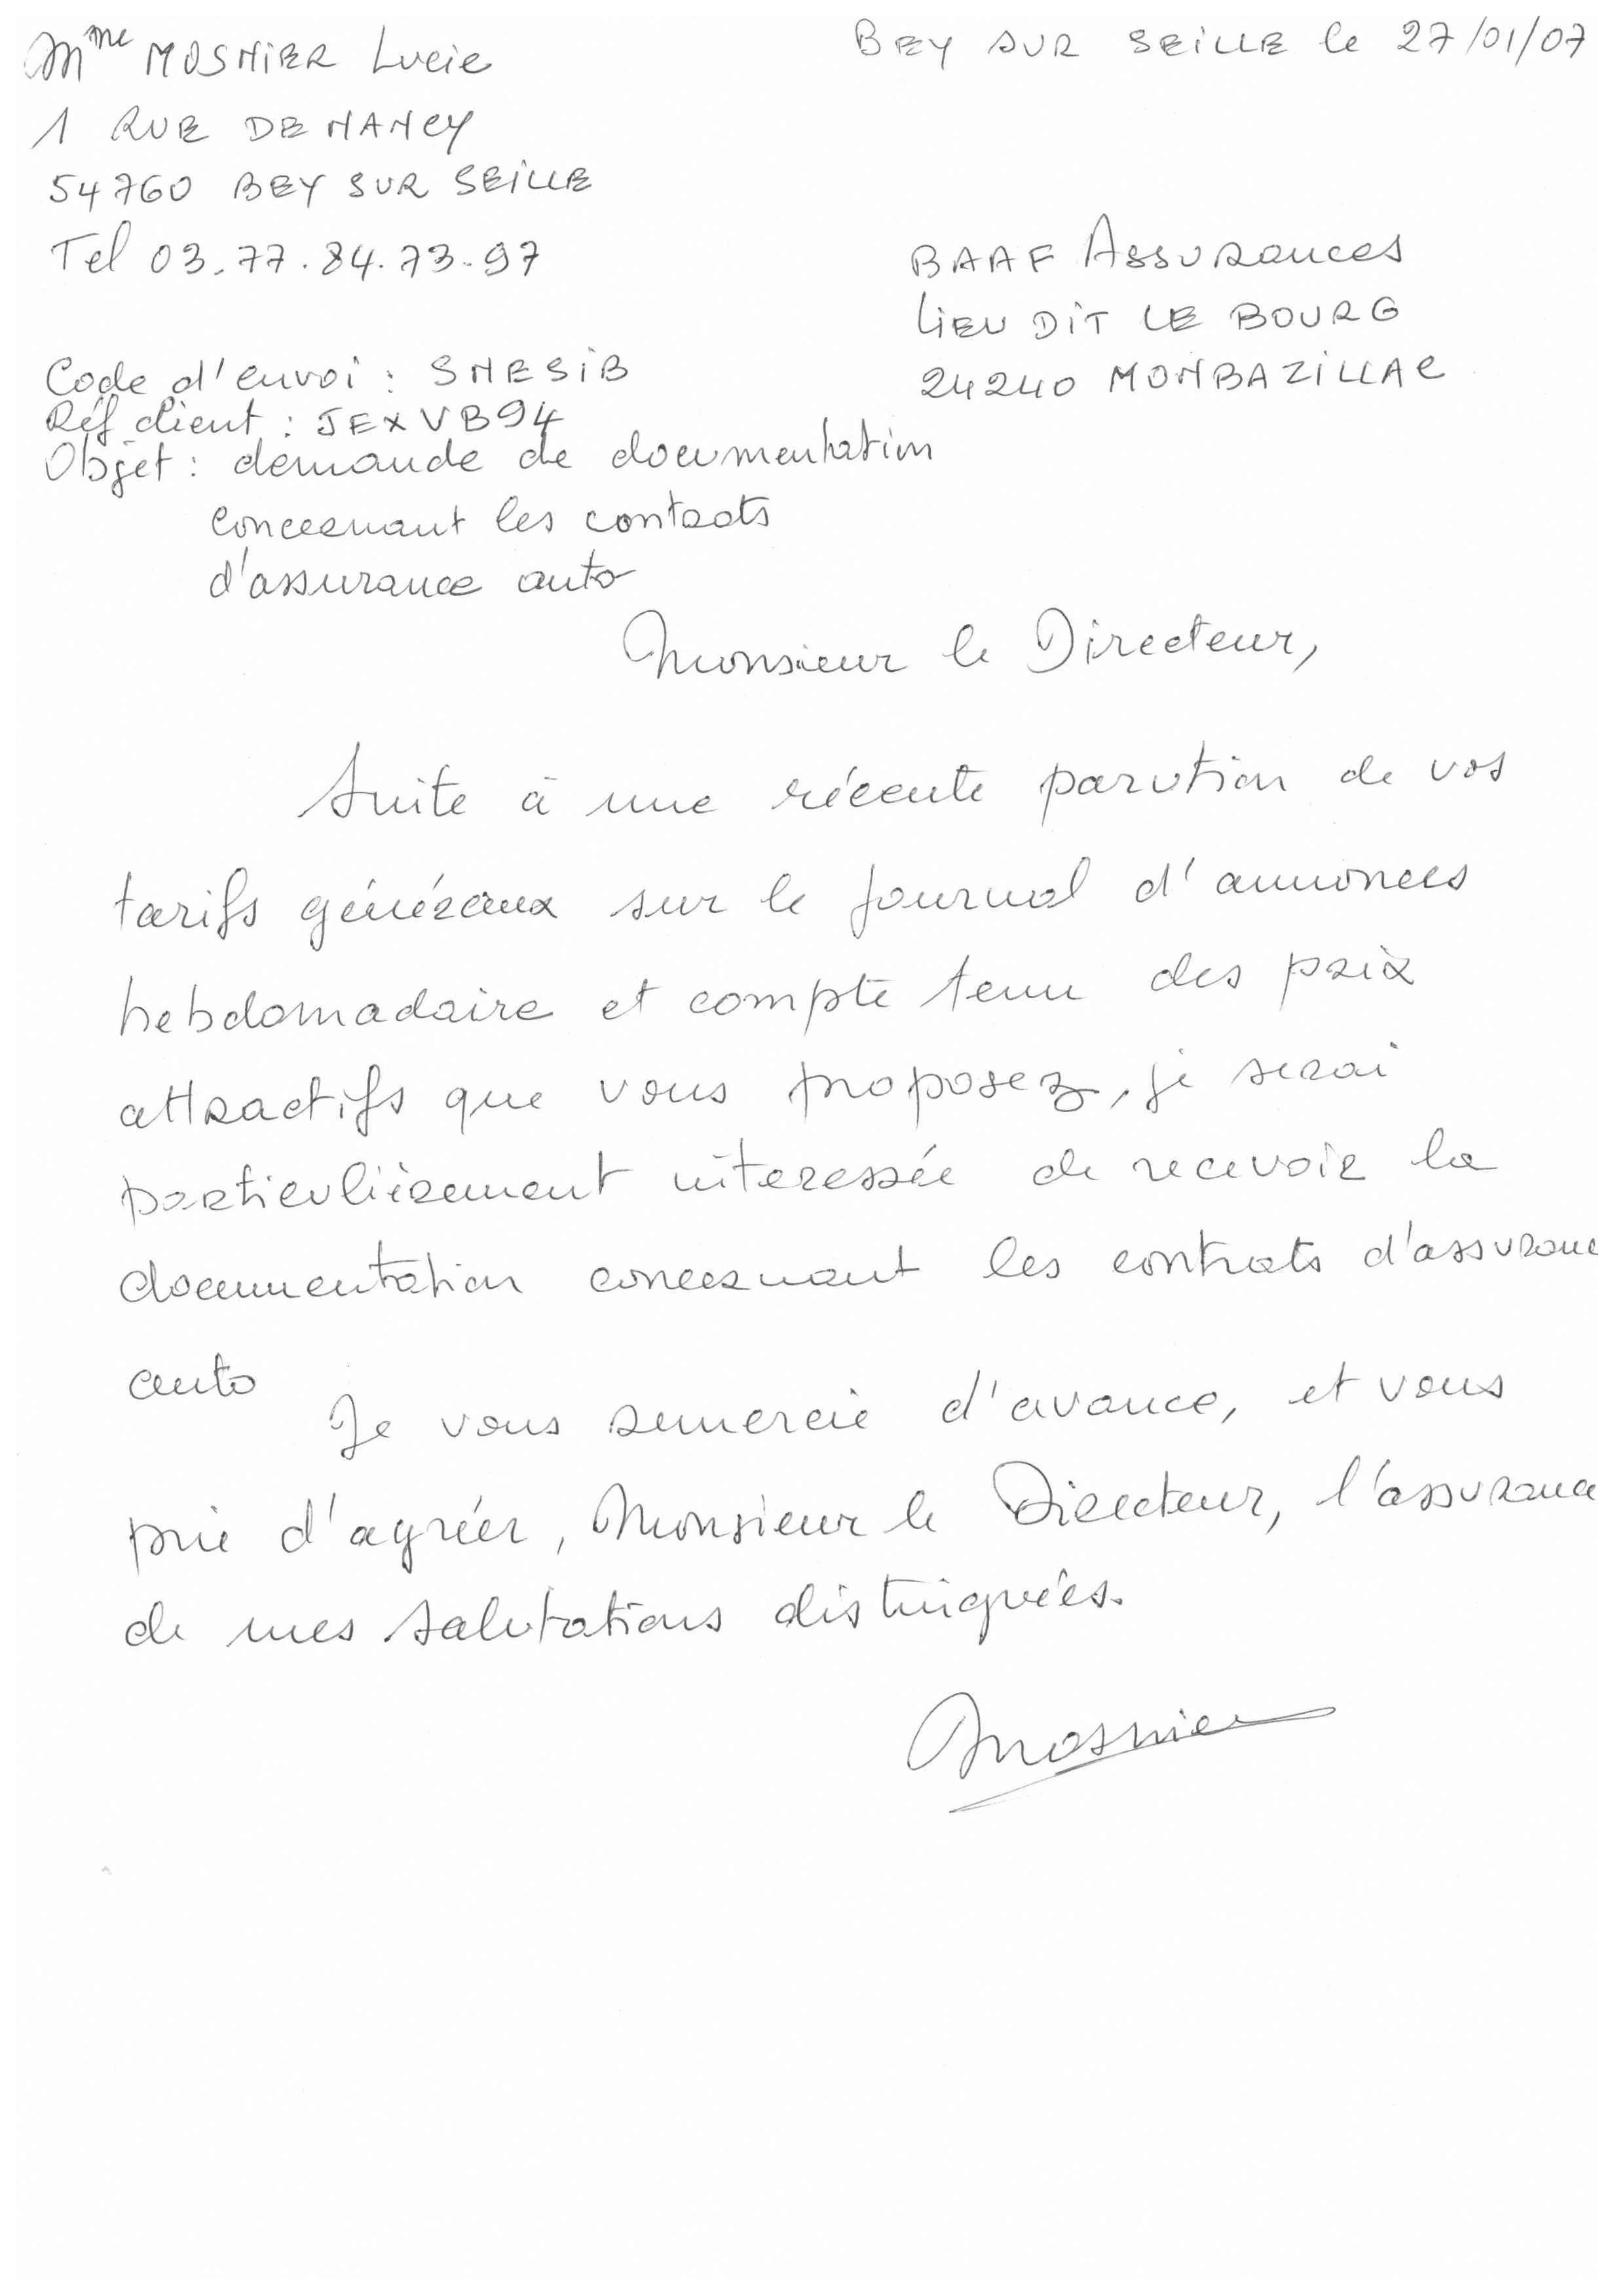 Mme MOSNIER Lucie
1 RUE DE NANCY
54760 BEY SUR SEILLE
Tel 03.77.84.73.97
BEY SUR SEILLE le 27/01/07
BAAF Assurances
LIEU DIT LE BOURG
24240 MONBAZILLAC
Code d'envoi : SNESIB
Réf client : JEXVB94
Objet : demande de documentation
concernant les contrats
d'assurance auto
Monsieur le Directeur,
Suite à une récente parution de vos
tarifs généraux sur le journal d'annonces
hebdomadaire et compte tenu des prix
attractifs que vous proposez, je serai
particulièrement interessée de recevoir la
documentation concernant les contrats d'assurance
auto
Je vous remercie d'avance, et vous
prie d'agréer, Monsieur le Directeur, l'assurance
de mes salutations distinguées.
Mosnier